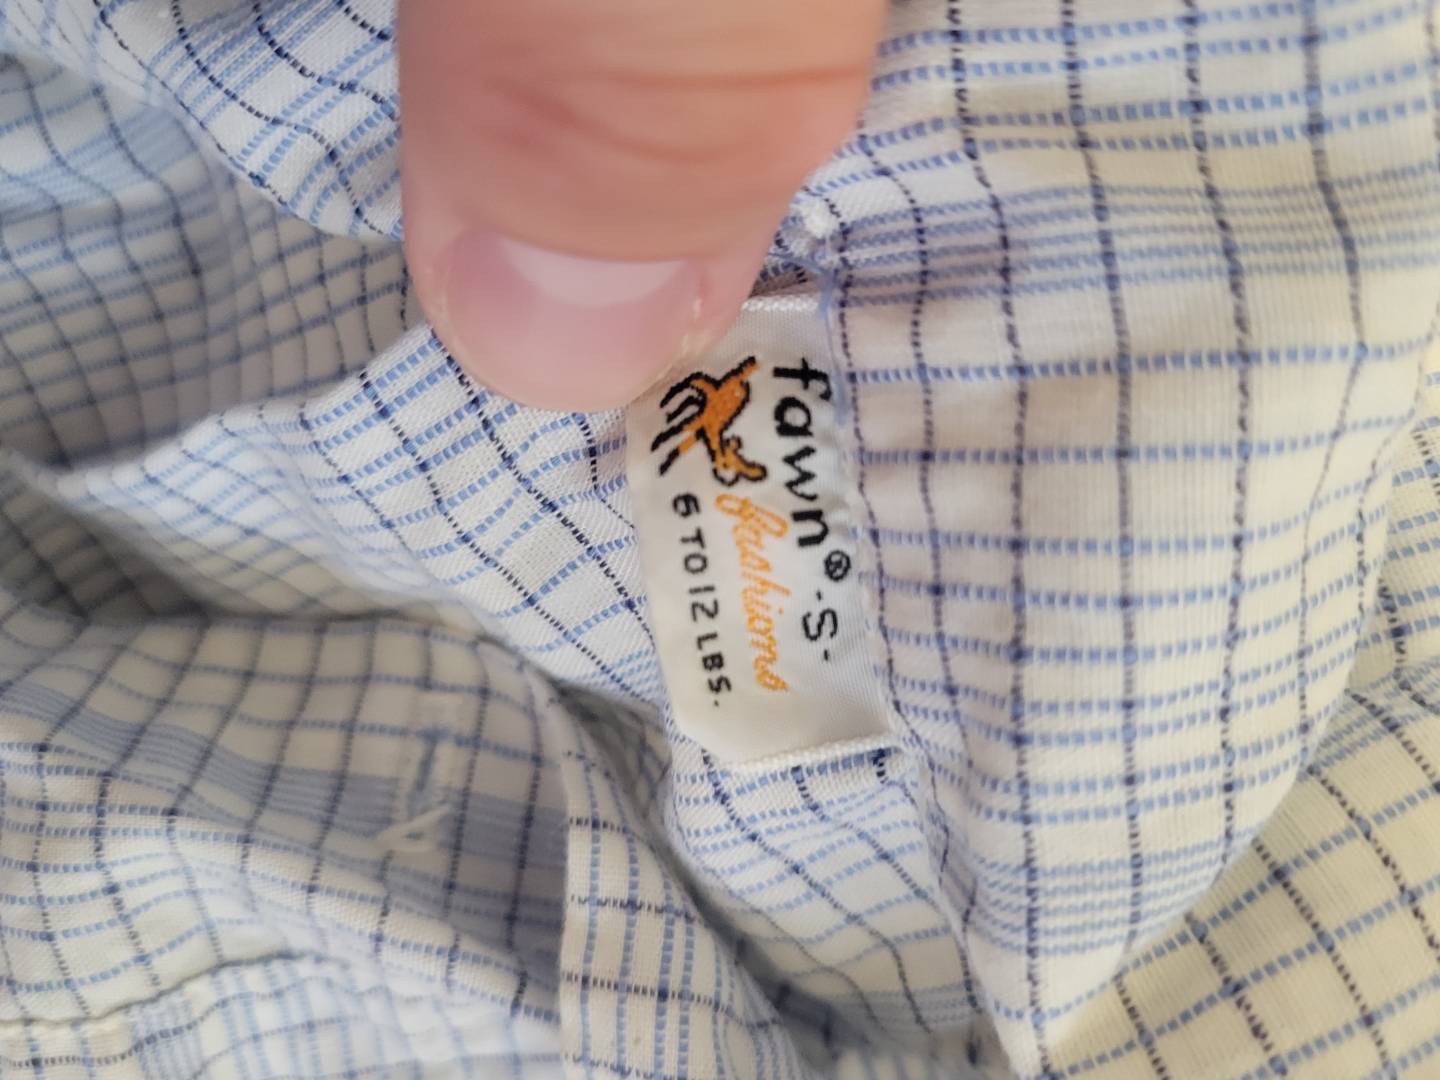 fawn® -S-
fashions
6 TO 12 LBS.